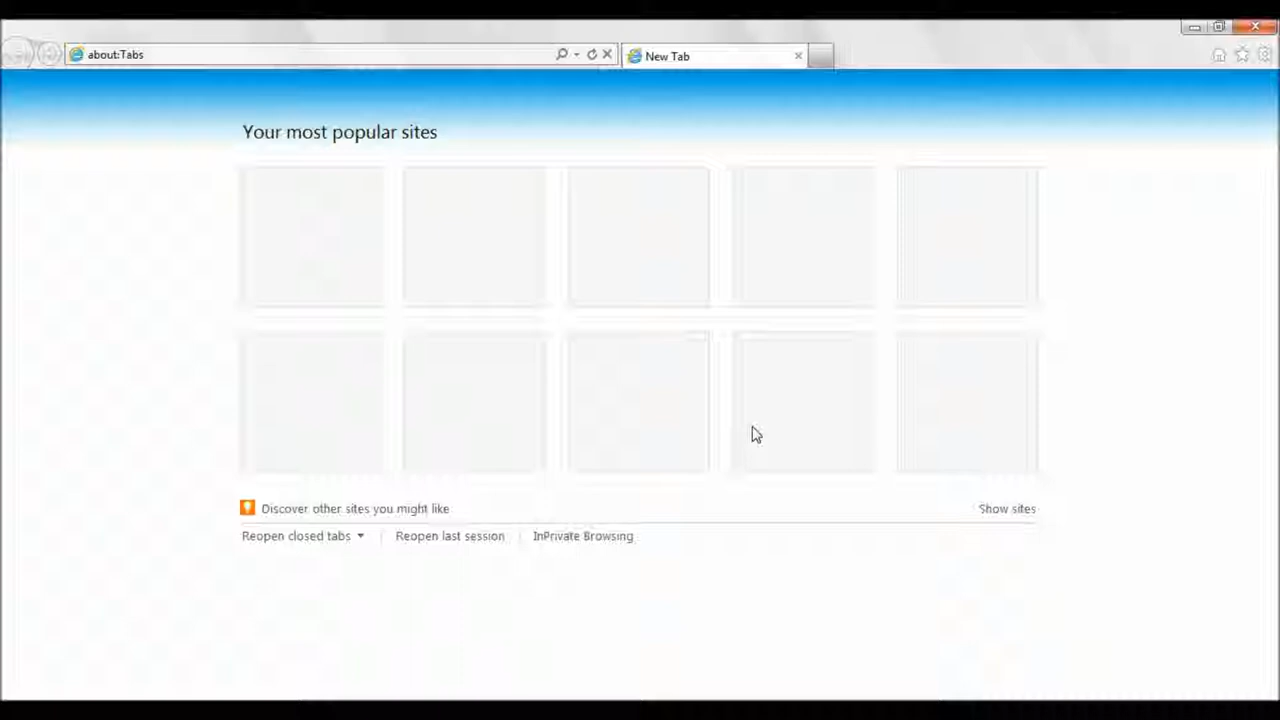 about:Tabs
New Tab
Your most popular sites
Discover other sites you might like
Show sites
Reopen closed tabs
Reopen last session
InPrivate Browsing